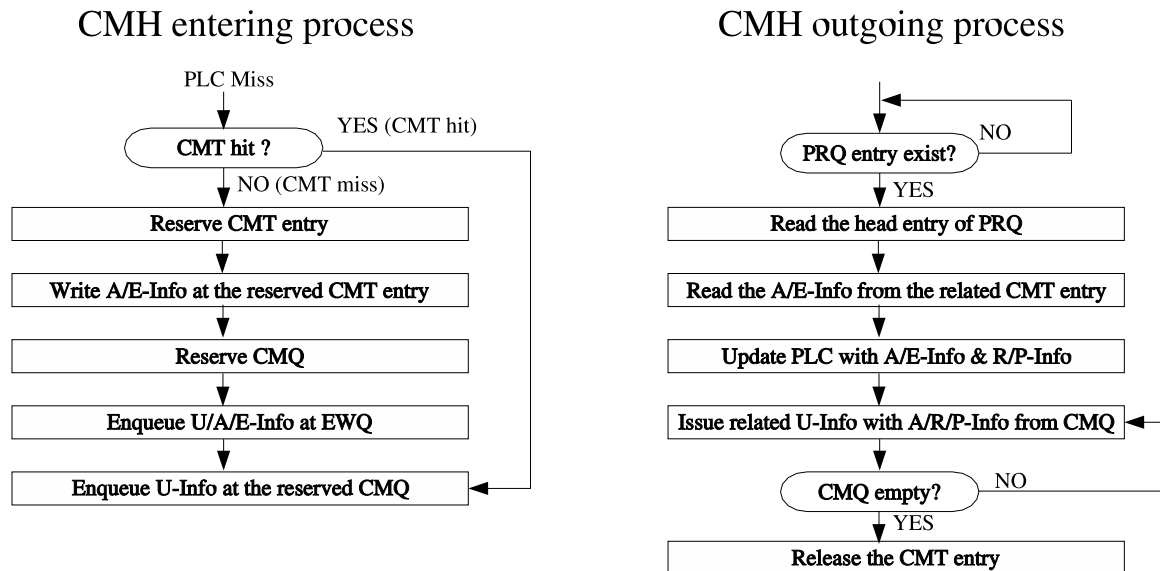 CMH entering process
PLC Miss
CMT hit ?
YES (CMT hit)
NO (CMT miss)
Reserve CMT entry
Write A/E-Info at the reserved CMT entry
Reserve CMQ
Enqueue U/A/E-Info at EWQ
Enqueue U-Info at the reserved CMQ
CMH outgoing process
PRQ entry exist?
NO
YES
Read the head entry of PRQ
Read the A/E-Info from the related CMT entry
Update PLC with A/E-Info & R/P-Info
Issue related U-Info with A/R/P-Info from CMQ
CMQ empty?
NO
YES
Release the CMT entry